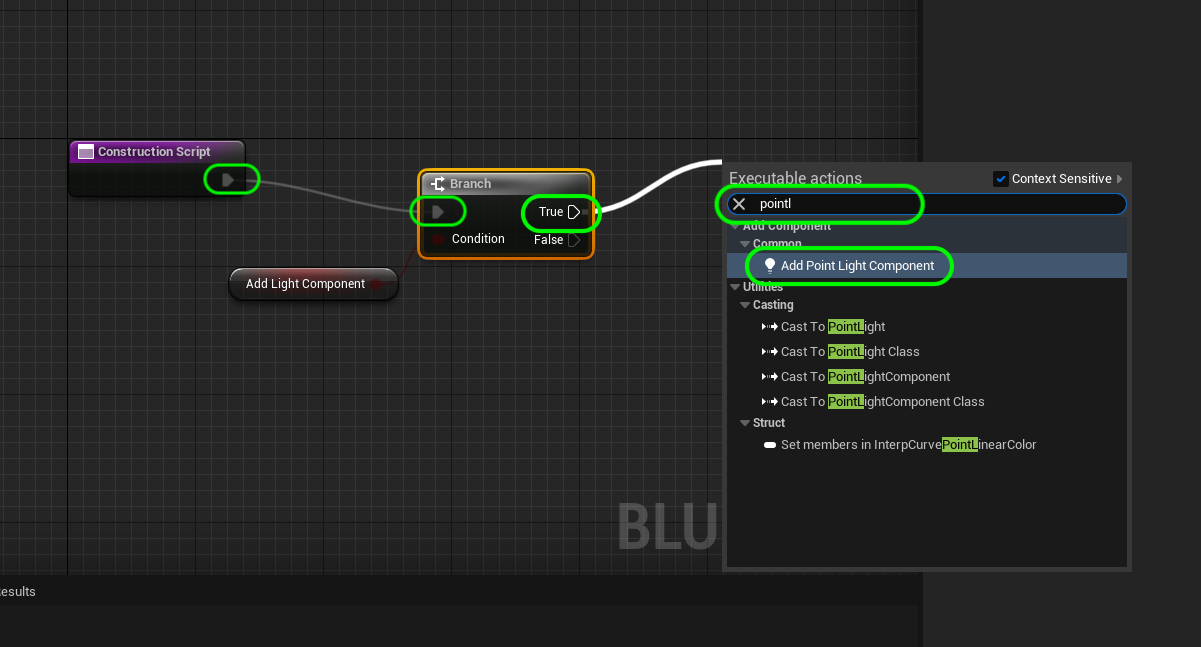 Construction Script
Branch
True
Condition
False
Add Light Component
Executable actions
Context Sensitive
pointl
Add Component
Common
Add Point Light Component
Utilities
Casting
Cast To PointLight
Cast To PointLight Class
Cast To PointLightComponent
Cast To PointLightComponent Class
Struct
Set members in InterpCurvePointLinearColor
BLU
esults